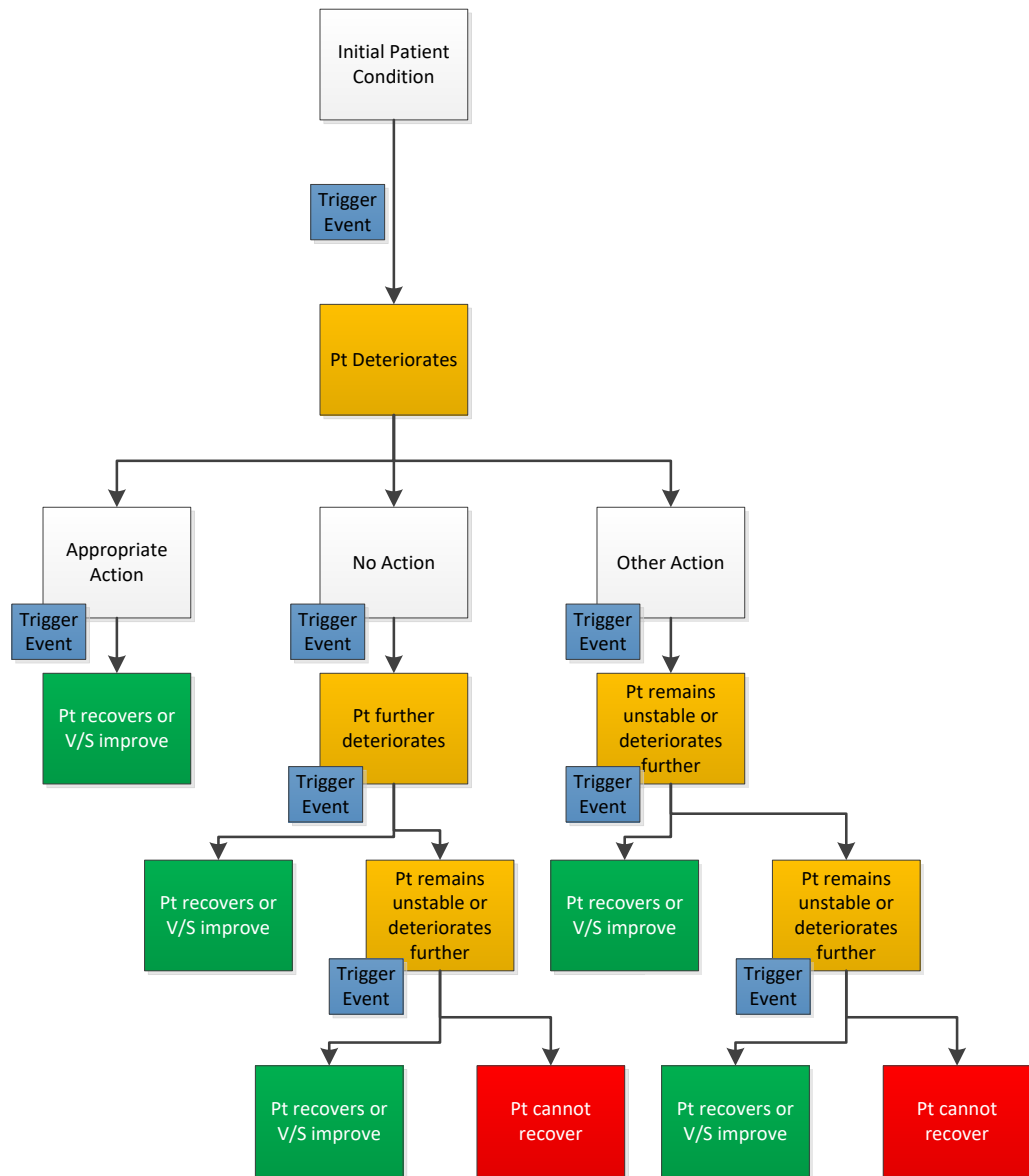 Initial Patient
Condition
Trigger
Event
Pt Deteriorates
Appropriate
Action
No Action
Other Action
Trigger
Event
Trigger
Event
Trigger
Event
Pt recovers or
V/S improve
Pt further
deteriorates
Pt remains
unstable or
deteriorates
further
Trigger
Event
Trigger
Event
Pt recovers or
V/S improve
Pt remains
unstable or
deteriorates
further
Pt recovers or
V/S improve
Pt remains
unstable or
deteriorates
further
Trigger
Event
Trigger
Event
Pt recovers or
V/S improve
Pt cannot
recover
Pt recovers or
V/S improve
Pt cannot
recover